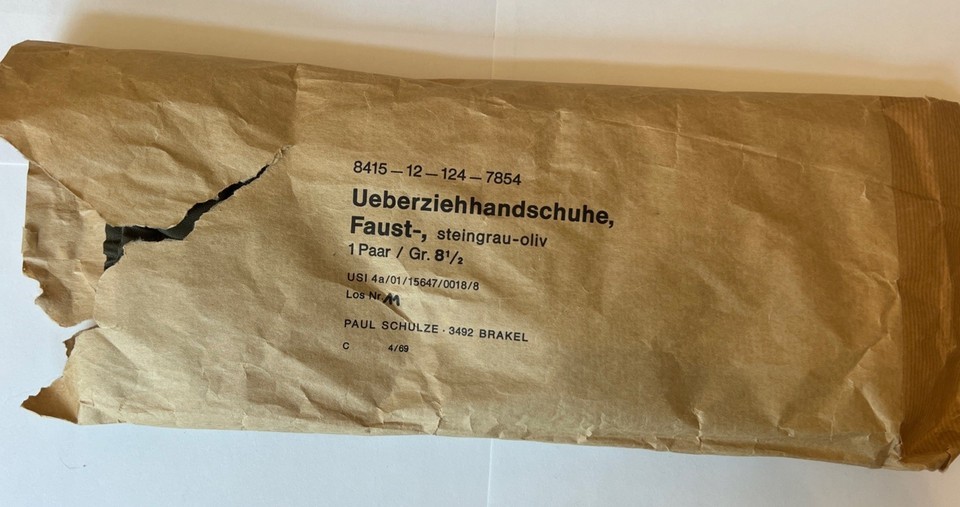 8415—12—124—7854
Ueberziehhandschuhe,
Faust-, steingrau-oliv
1 Paar / Gr. 8¹/₂
USI 4a/01/15647/0018/8
Los Nr.
PAUL SCHULZE · 3492 BRAKEL
C 4/69